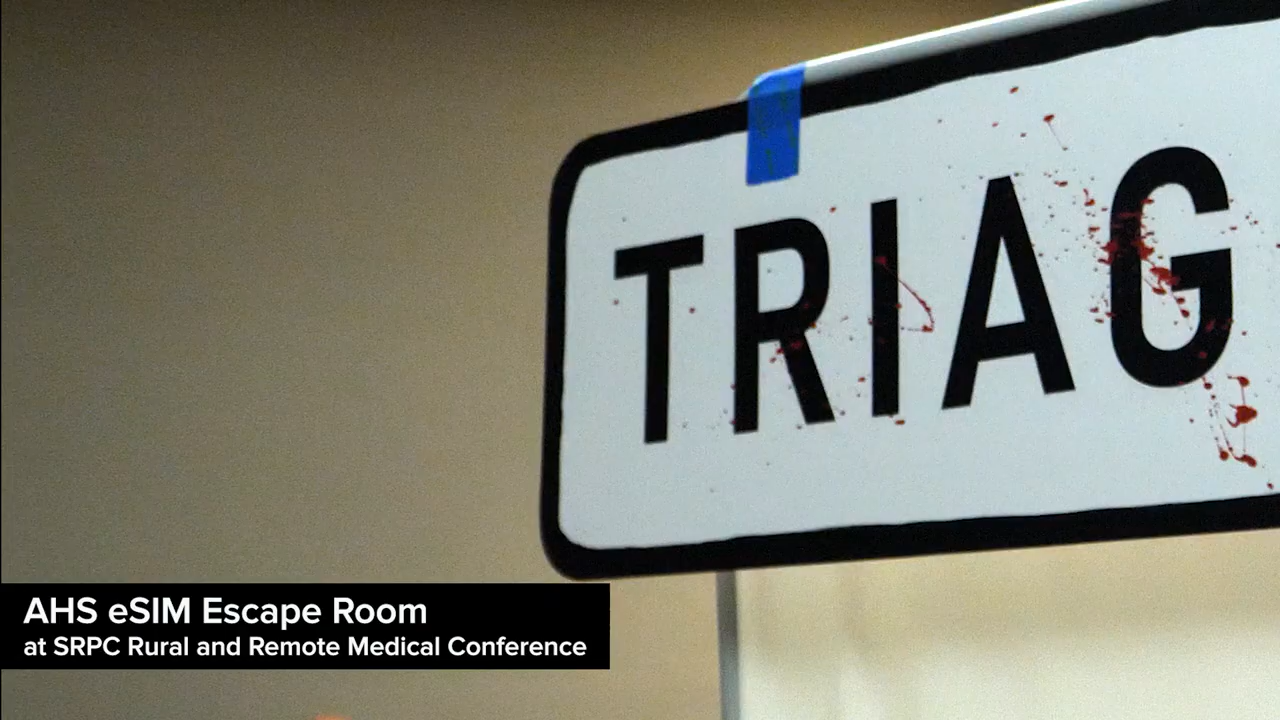 TRIAG
AHS eSIM Escape Room
at SRPC Rural and Remote Medical Conference